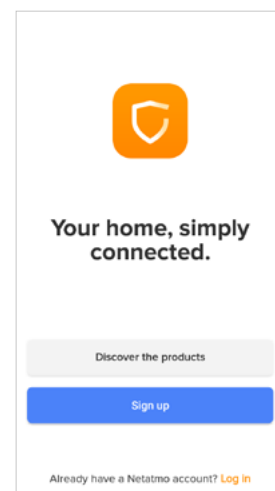 Your home, simply
connected.
Discover the products
Sign up
Already have a Netatmo account? Log in